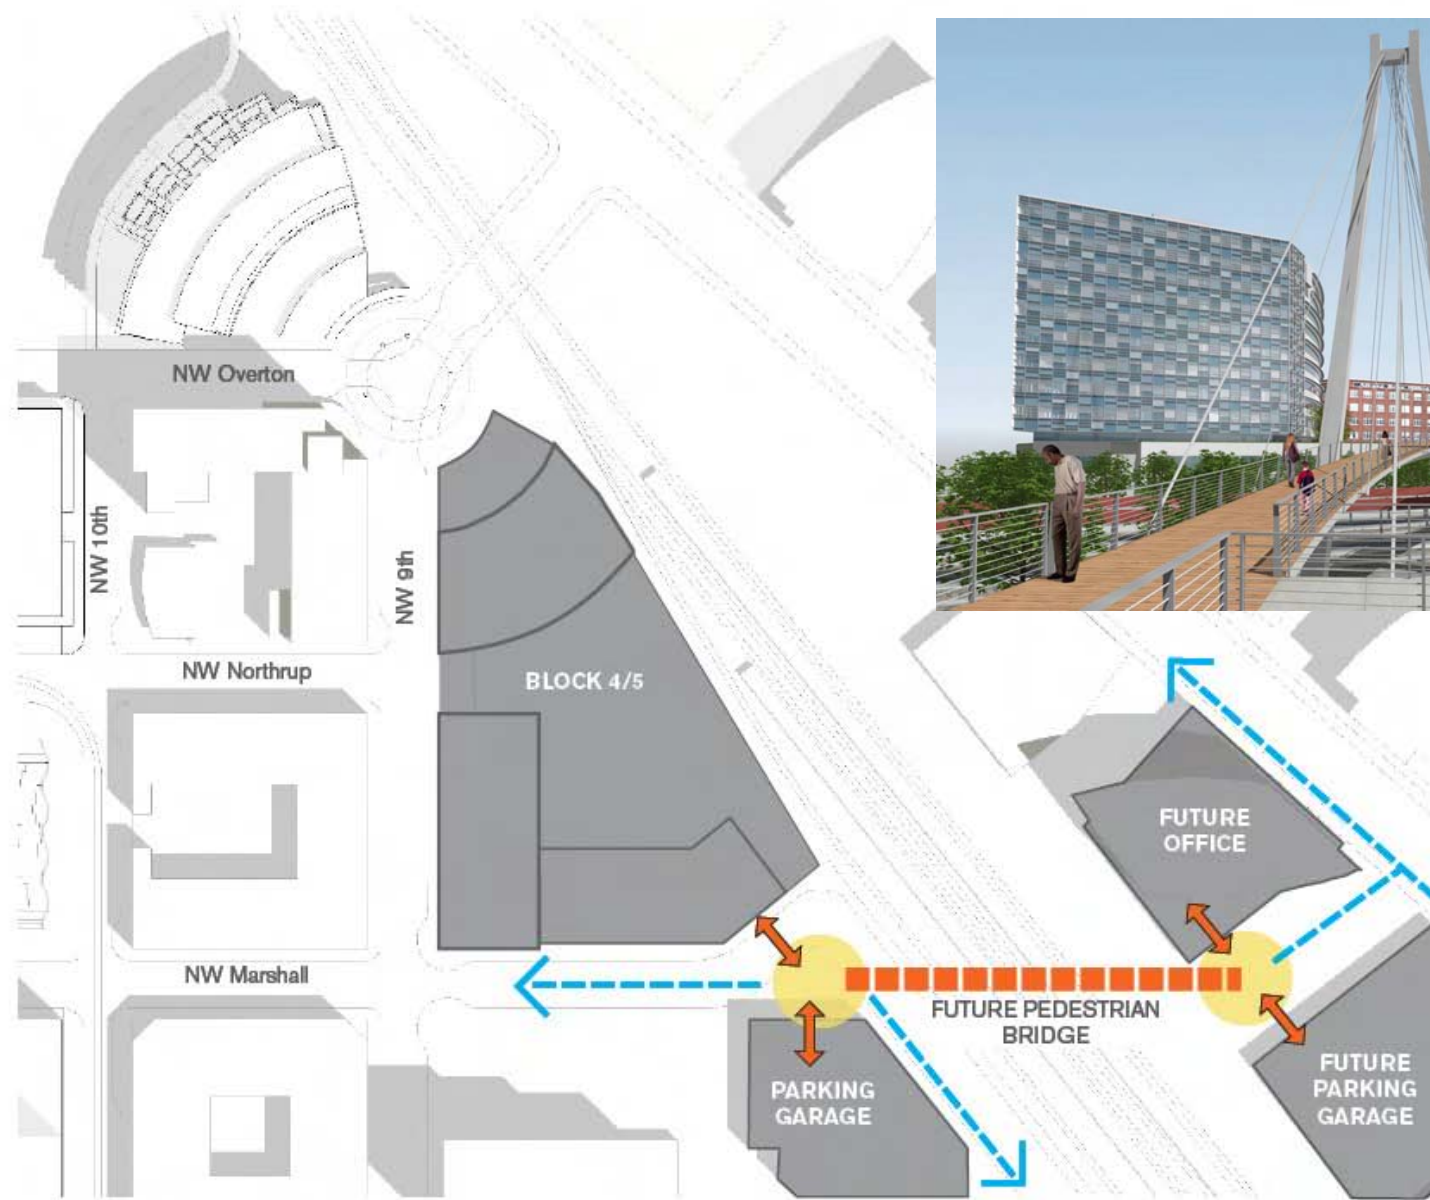 NW Overton
NW 10th
NW 9th
NW Northrup
BLOCK 4/5
FUTURE
OFFICE
NW Marshall
FUTURE PEDESTRIAN
BRIDGE
PARKING
GARAGE
FUTURE
PARKING
GARAGE